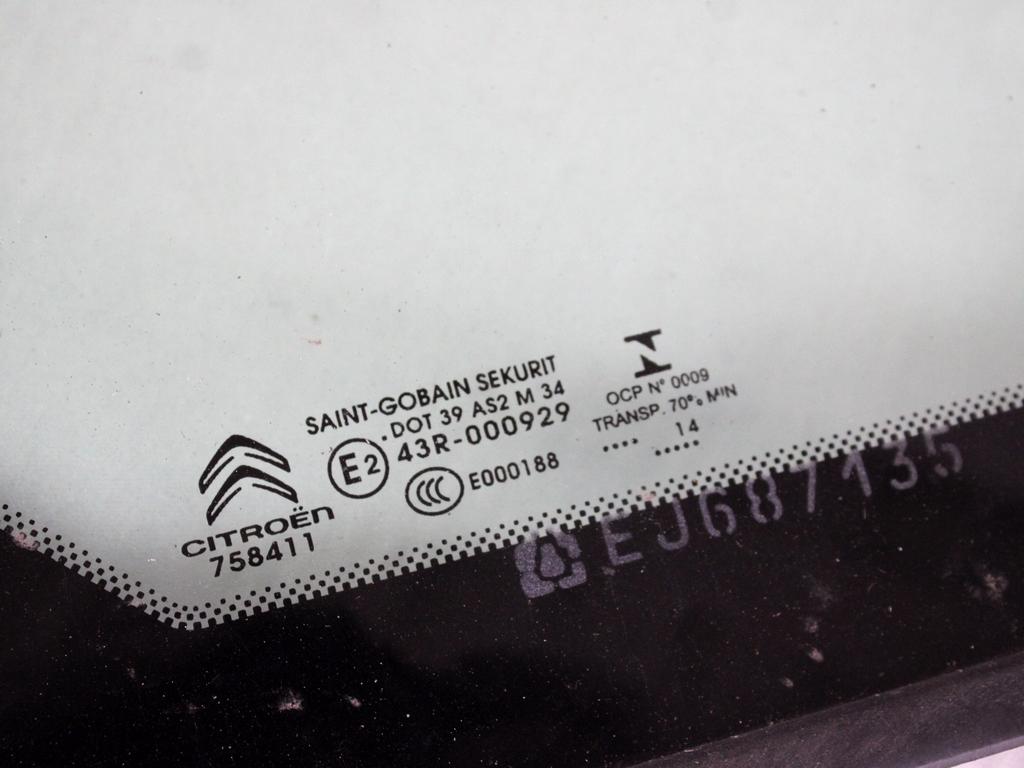 SAINT-GOBAIN SEKURIT
.DOT 39 AS2 M 34
E2 43R-000929
CCC E000188
CITROËN
758411
OCP N° 0009
TRANSP. 70% MIN
.... 14
.....
EJ687135